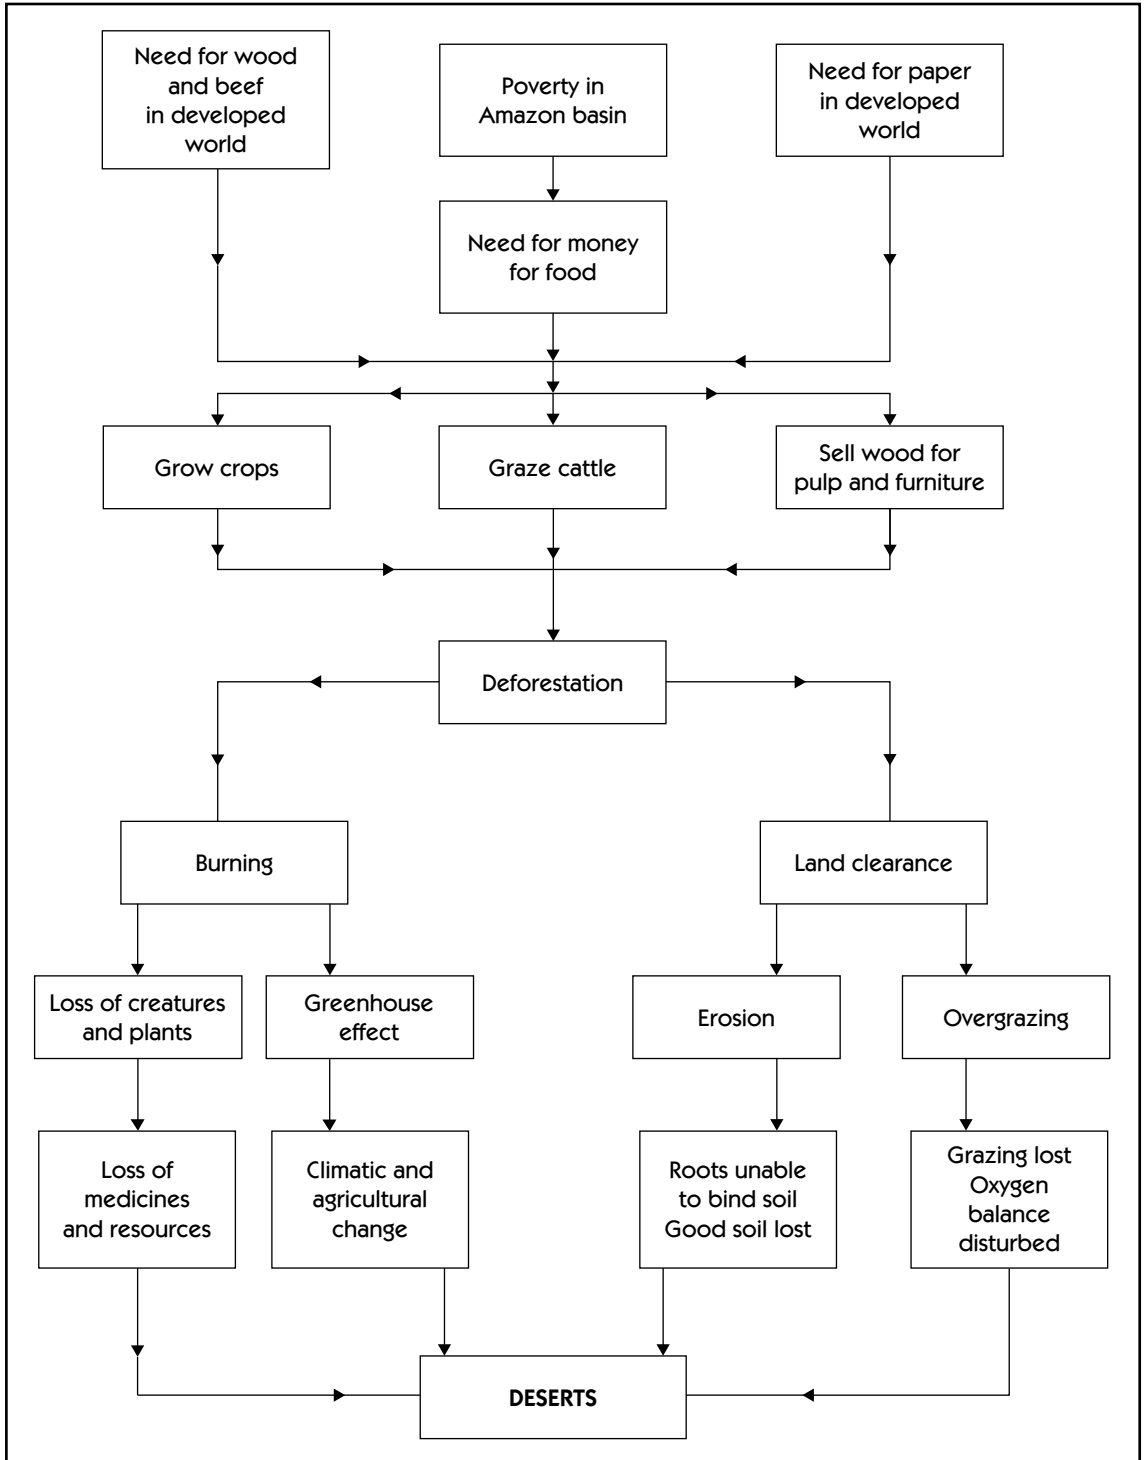 Need for wood
and beef
in developed
world
Poverty in
Amazon basin
Need for paper
in developed
world
Need for money
for food
Grow crops
Graze cattle
Sell wood for
pulp and furniture
Deforestation
Burning
Land clearance
Loss of creatures
and plants
Greenhouse
effect
Erosion
Overgrazing
Loss of
medicines
and resources
Climatic and
agricultural
change
Roots unable
to bind soil
Good soil lost
Grazing lost
Oxygen
balance
disturbed
DESERTS